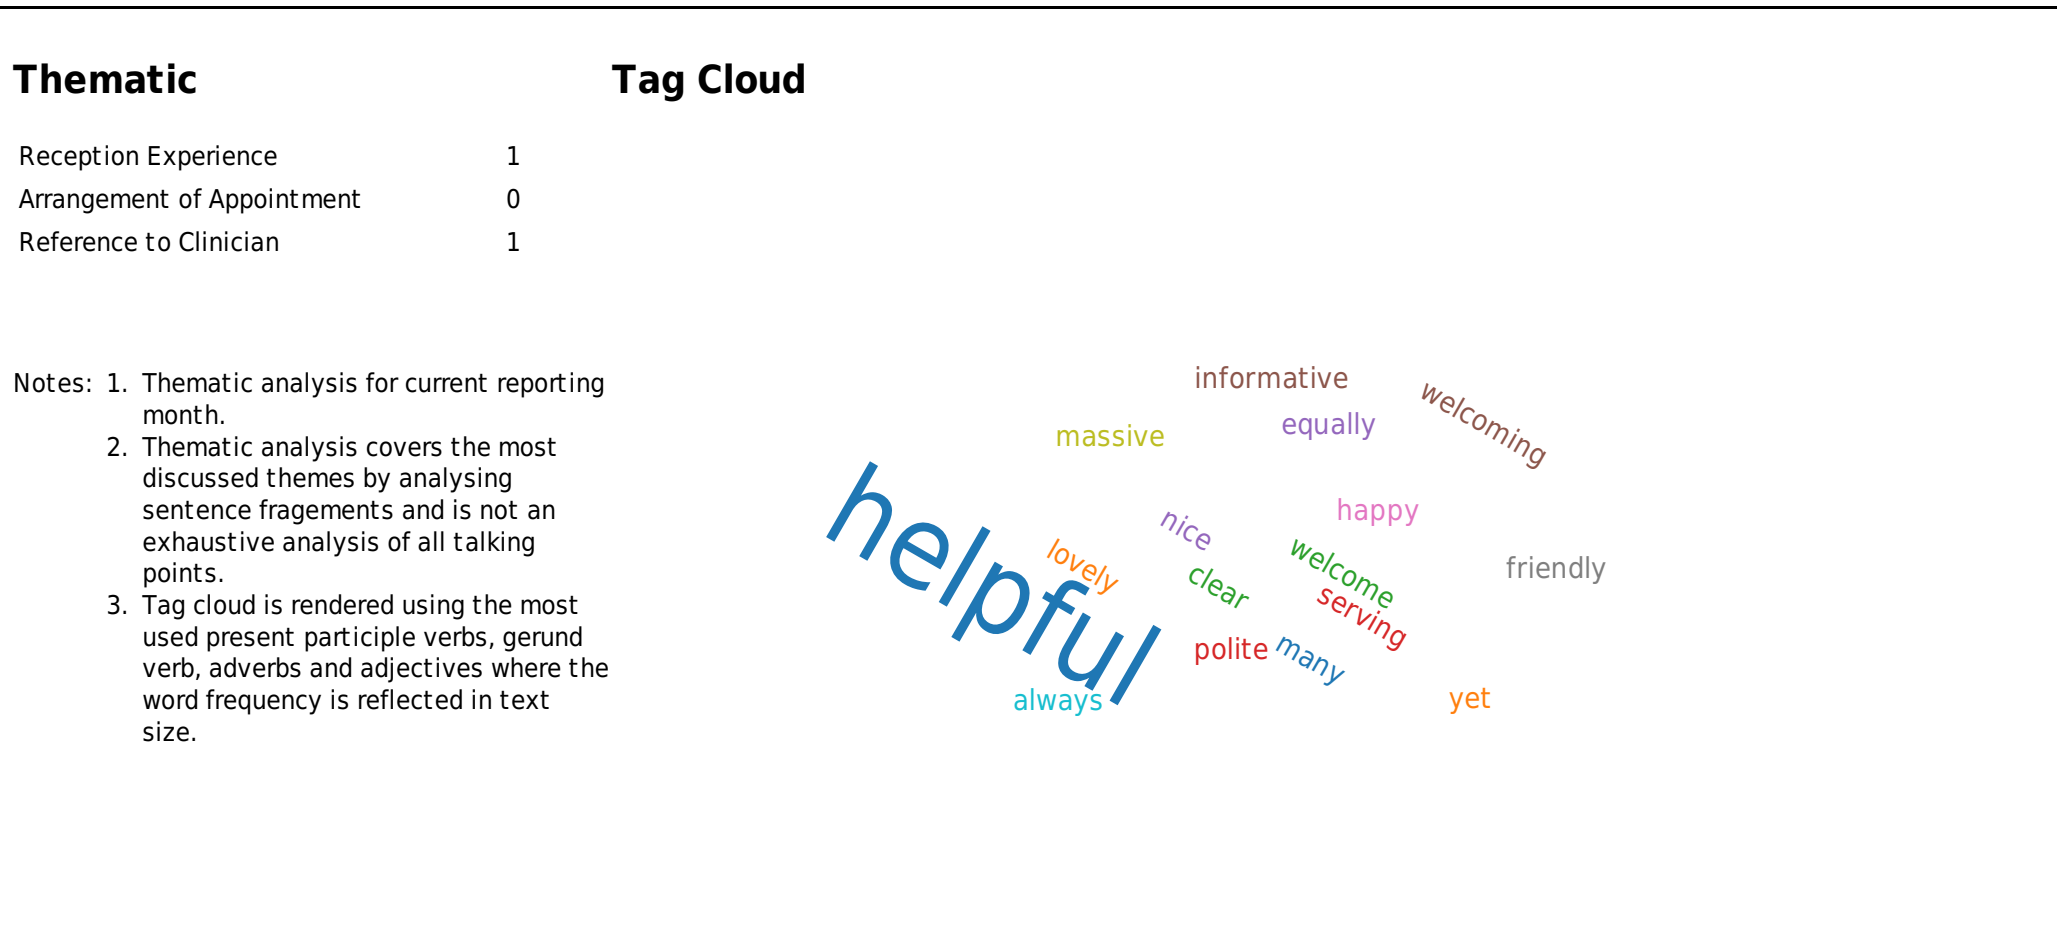 Thematic
Reception Experience 1
Arrangement of Appointment 0
Reference to Clinician 1
Notes: 1. Thematic analysis for current reporting
month.
2. Thematic analysis covers the most
discussed themes by analysing
sentence fragements and is not an
exhaustive analysis of all talking
points.
3. Tag cloud is rendered using the most
used present participle verbs, gerund
verb, adverbs and adjectives where the
word frequency is reflected in text
size.
Tag Cloud
informative
welcoming
equally
massive
helpful
happy
nice
lovely
welcome
clear
friendly
serving
polite
many
always
yet